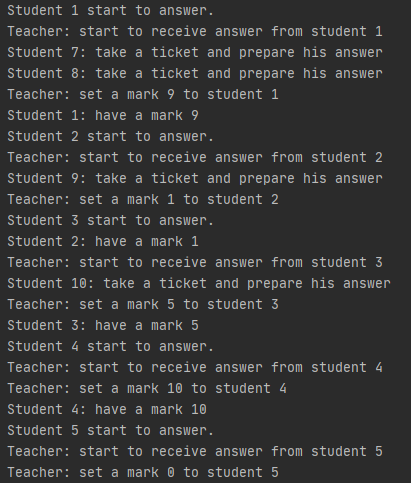 Student 1 start to answer.
Teacher: start to receive answer from student 1
Student 7: take a ticket and prepare his answer
Student 8: take a ticket and prepare his answer
Teacher: set a mark 9 to student 1
Student 1: have a mark 9
Student 2 start to answer.
Teacher: start to receive answer from student 2
Student 9: take a ticket and prepare his answer
Teacher: set a mark 1 to student 2
Student 3 start to answer.
Student 2: have a mark 1
Teacher: start to receive answer from student 3
Student 10: take a ticket and prepare his answer
Teacher: set a mark 5 to student 3
Student 3: have a mark 5
Student 4 start to answer.
Teacher: start to receive answer from student 4
Teacher: set a mark 10 to student 4
Student 4: have a mark 10
Student 5 start to answer.
Teacher: start to receive answer from student 5
Teacher: set a mark 0 to student 5